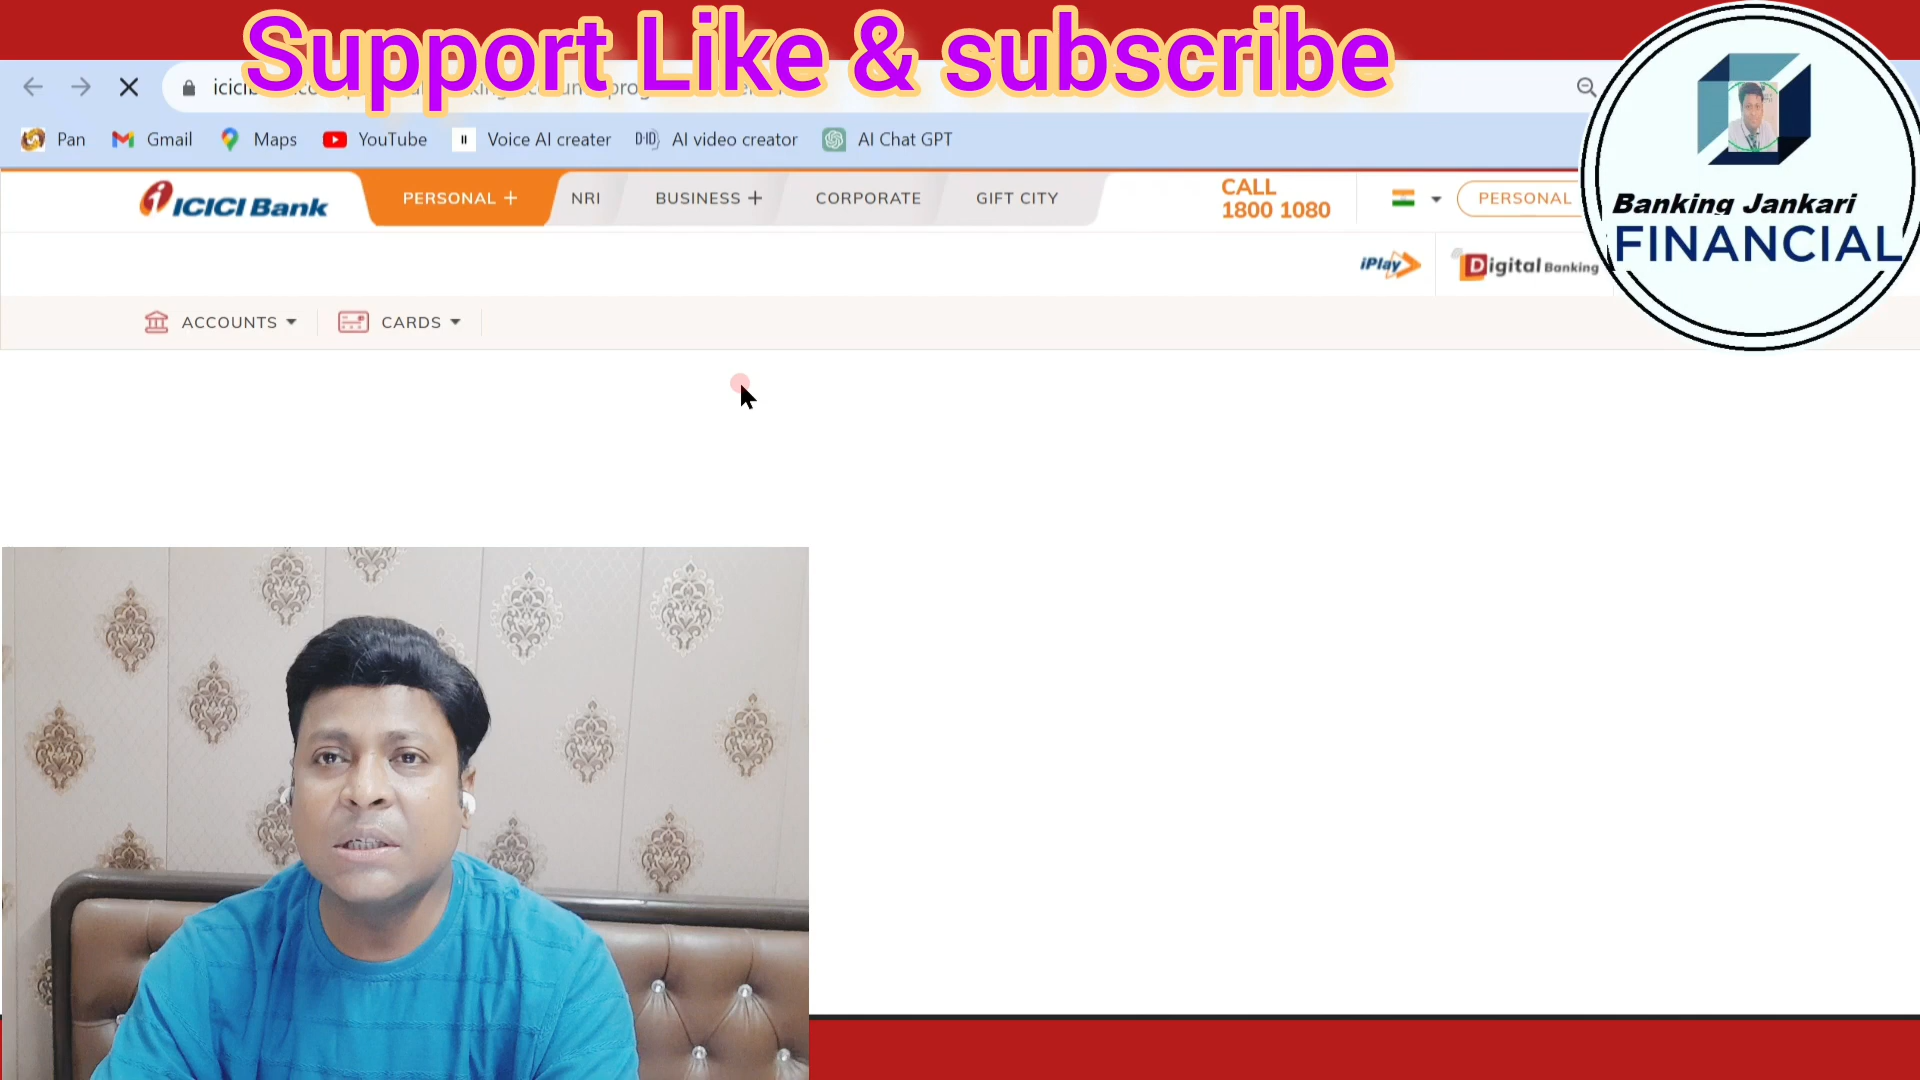 Support Like & subscribe
Pan
Gmail
Maps
YouTube
Voice AI creater
D-ID
AI video creator
AI Chat GPT
ICICI Bank
PERSONAL +
NRI
BUSINESS +
CORPORATE
GIFT CITY
CALL
1800 1080
PERSONAL
Banking Jankari
FINANCIAL
iPlay
Digital Banking
ACCOUNTS
CARDS